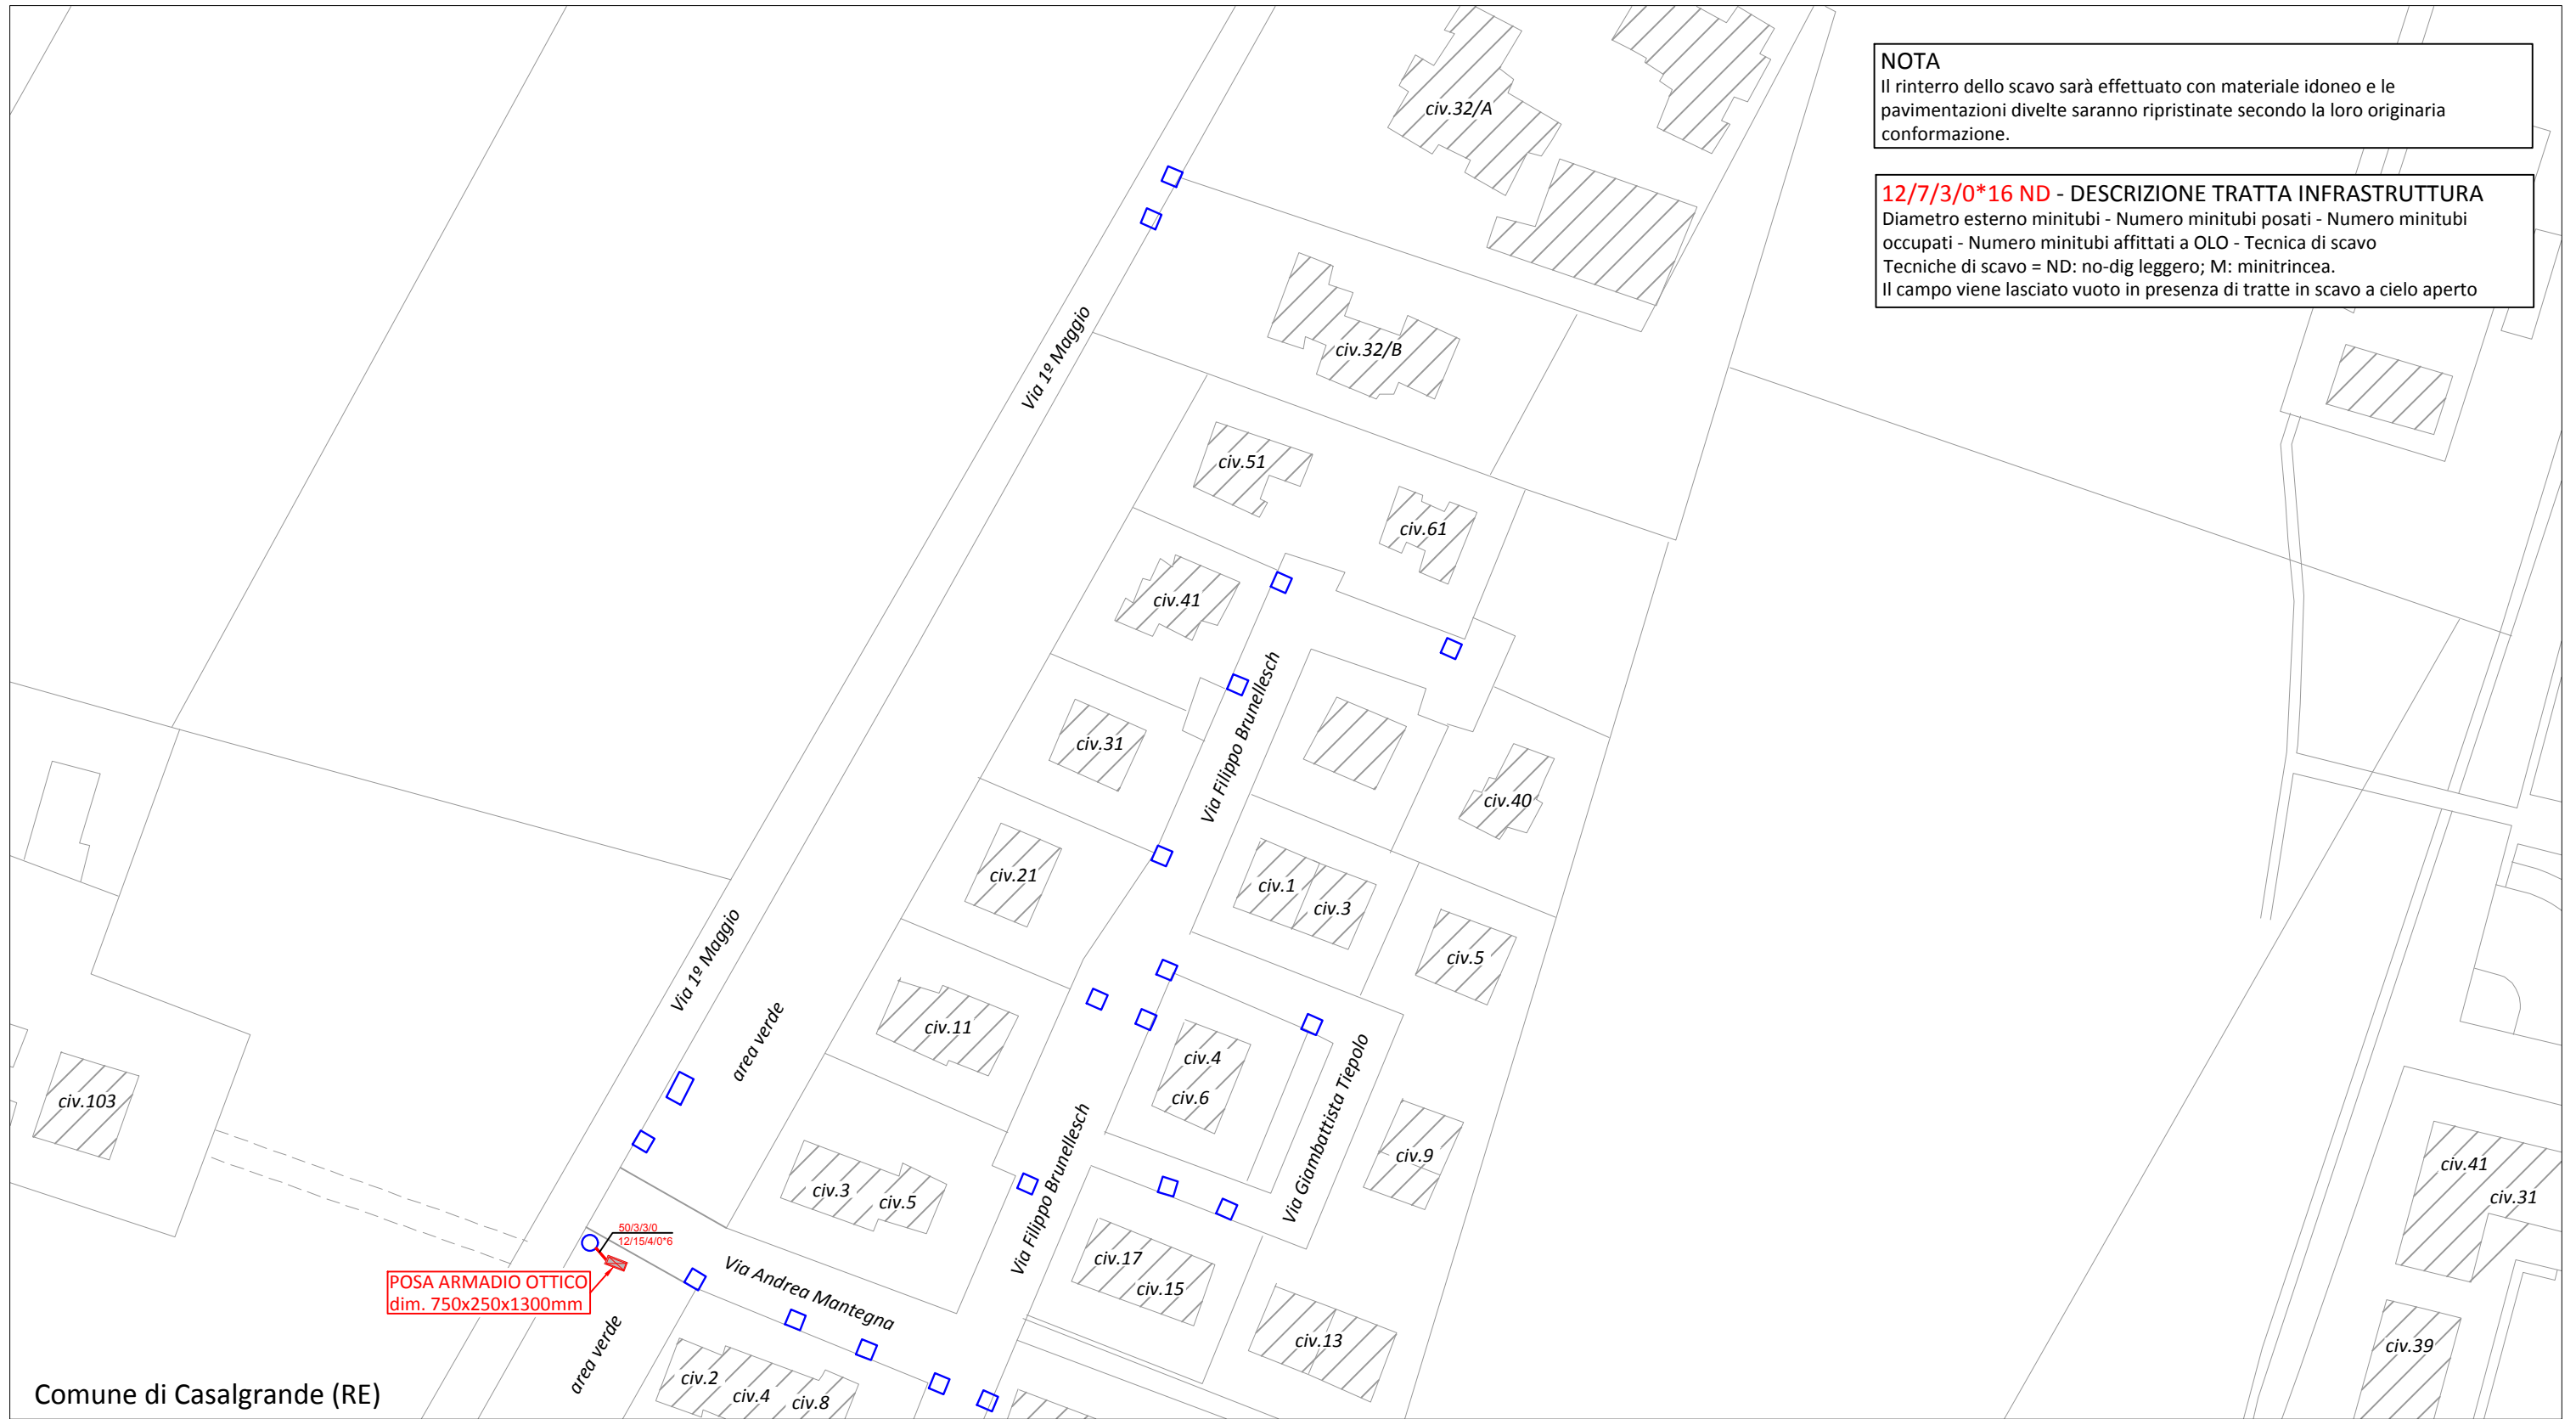 NOTA
Il rinterro dello scavo sarà effettuato con materiale idoneo e le
pavimentazioni divelte saranno ripristinate secondo la loro originaria
conformazione.
12/7/3/0*16 ND - DESCRIZIONE TRATTA INFRASTRUTTURA
Diametro esterno minitubi - Numero minitubi posati - Numero minitubi
occupati - Numero minitubi affittati a OLO - Tecnica di scavo
Tecniche di scavo = ND: no-dig leggero; M: minitrincea.
Il campo viene lasciato vuoto in presenza di tratte in scavo a cielo aperto
civ.32/A
civ.32/B
Via 1º Maggio
civ.51
civ.61
civ.41
Via Filippo Brunellesch
civ.31
civ.40
civ.21
civ.1
civ.3
civ.5
Via 1º Maggio
area verde
civ.11
civ.4
civ.6
Via Giambattista Tiepolo
civ.103
civ.9
civ.3
civ.5
Via Filippo Brunellesch
civ.41
civ.31
50/3/3/0
12/15/4/0*6
POSA ARMADIO OTTICO
dim. 750x250x1300mm
Via Andrea Mantegna
civ.17
civ.15
civ.13
civ.39
area verde
civ.2
civ.4
civ.8
Comune di Casalgrande (RE)